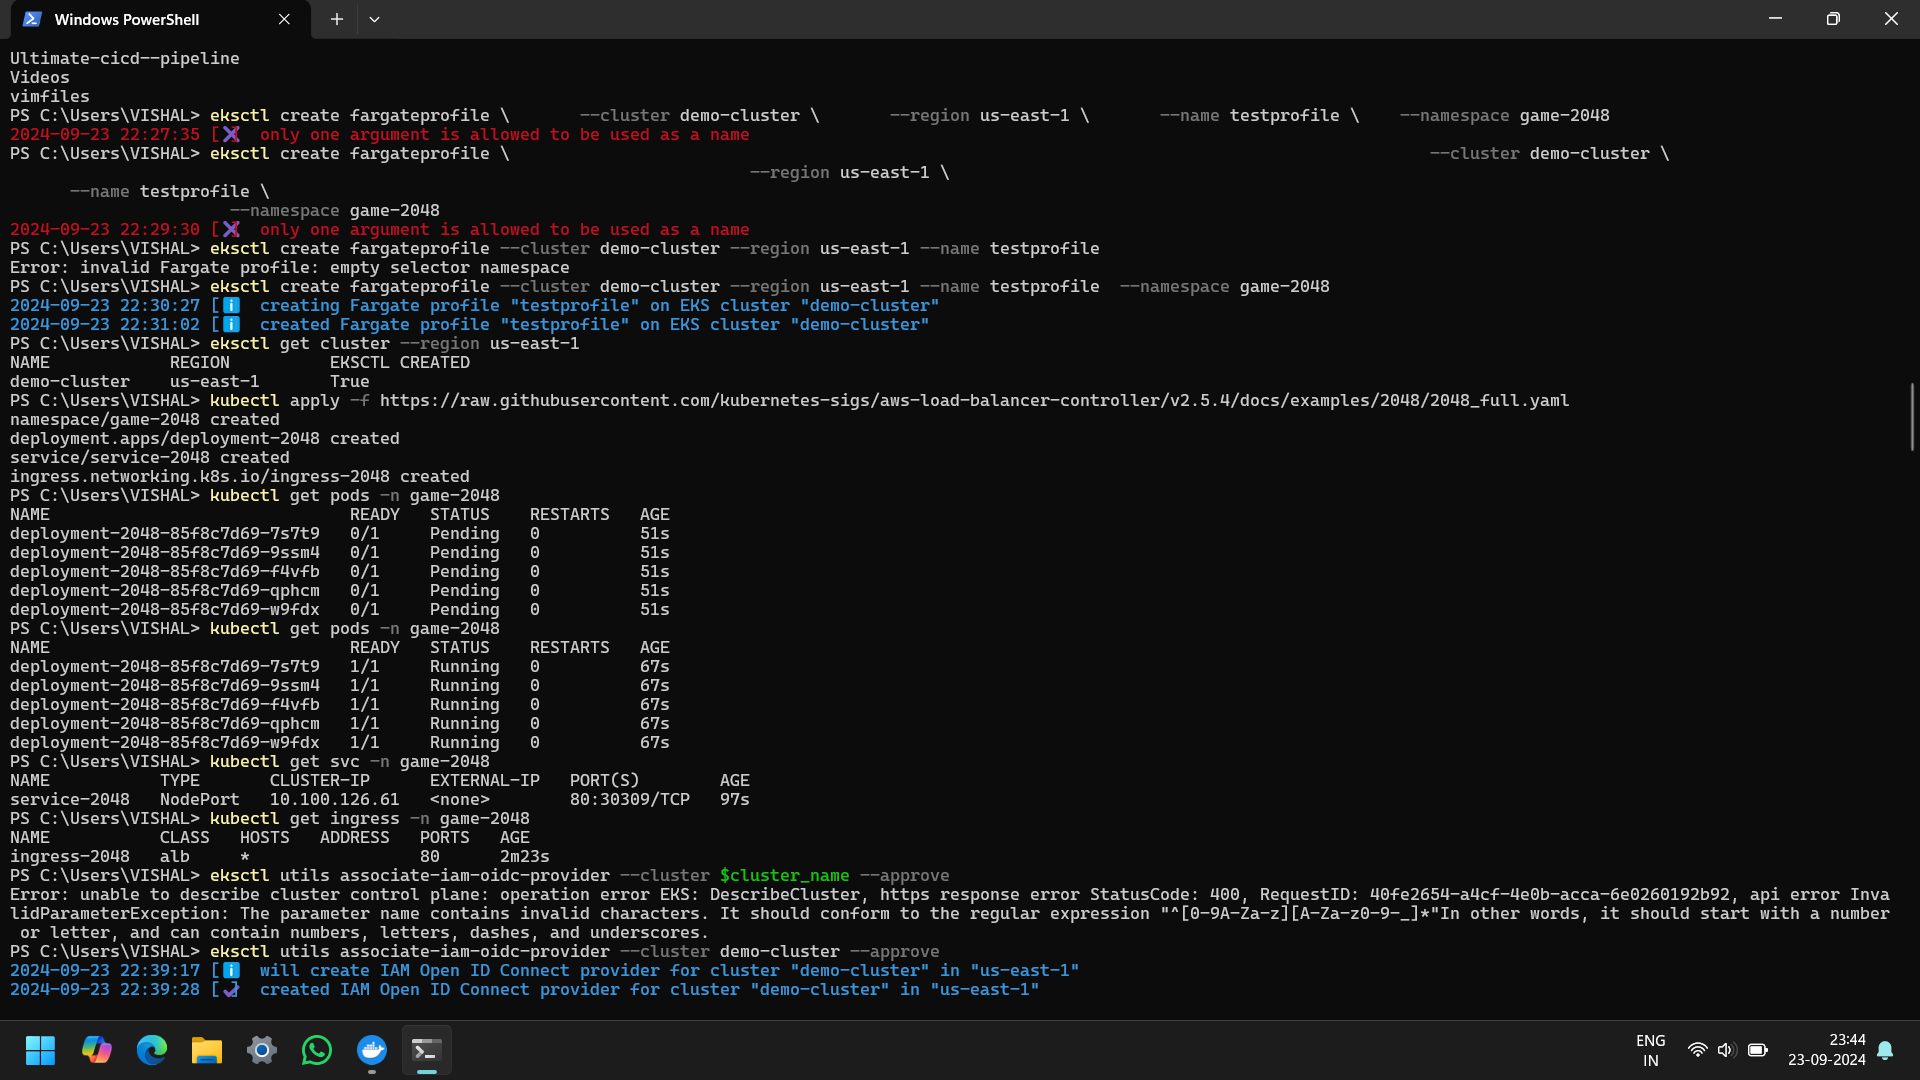 Windows PowerShell
Ultimate-cicd--pipeline
Videos
vimfiles
PS C:\Users\VISHAL> eksctl create fargateprofile \       --cluster demo-cluster \       --region us-east-1 \       --name testprofile \    --namespace game-2048
2024-09-23 22:27:35 [✖]  only one argument is allowed to be used as a name
PS C:\Users\VISHAL> eksctl create fargateprofile \                                                                                            --cluster demo-cluster \
                                                                          --region us-east-1 \
      --name testprofile \
                      --namespace game-2048
2024-09-23 22:29:30 [✖]  only one argument is allowed to be used as a name
PS C:\Users\VISHAL> eksctl create fargateprofile --cluster demo-cluster --region us-east-1 --name testprofile
Error: invalid Fargate profile: empty selector namespace
PS C:\Users\VISHAL> eksctl create fargateprofile --cluster demo-cluster --region us-east-1 --name testprofile  --namespace game-2048
2024-09-23 22:30:27 [ℹ]  creating Fargate profile "testprofile" on EKS cluster "demo-cluster"
2024-09-23 22:31:02 [ℹ]  created Fargate profile "testprofile" on EKS cluster "demo-cluster"
PS C:\Users\VISHAL> eksctl get cluster --region us-east-1
NAME            REGION          EKSCTL CREATED
demo-cluster    us-east-1       True
PS C:\Users\VISHAL> kubectl apply -f https://raw.githubusercontent.com/kubernetes-sigs/aws-load-balancer-controller/v2.5.4/docs/examples/2048/2048_full.yaml
namespace/game-2048 created
deployment.apps/deployment-2048 created
service/service-2048 created
ingress.networking.k8s.io/ingress-2048 created
PS C:\Users\VISHAL> kubectl get pods -n game-2048
NAME                              READY   STATUS    RESTARTS   AGE
deployment-2048-85f8c7d69-7s7t9   0/1     Pending   0          51s
deployment-2048-85f8c7d69-9ssm4   0/1     Pending   0          51s
deployment-2048-85f8c7d69-f4vfb   0/1     Pending   0          51s
deployment-2048-85f8c7d69-qphcm   0/1     Pending   0          51s
deployment-2048-85f8c7d69-w9fdx   0/1     Pending   0          51s
PS C:\Users\VISHAL> kubectl get pods -n game-2048
NAME                              READY   STATUS    RESTARTS   AGE
deployment-2048-85f8c7d69-7s7t9   1/1     Running   0          67s
deployment-2048-85f8c7d69-9ssm4   1/1     Running   0          67s
deployment-2048-85f8c7d69-f4vfb   1/1     Running   0          67s
deployment-2048-85f8c7d69-qphcm   1/1     Running   0          67s
deployment-2048-85f8c7d69-w9fdx   1/1     Running   0          67s
PS C:\Users\VISHAL> kubectl get svc -n game-2048
NAME           TYPE       CLUSTER-IP      EXTERNAL-IP   PORT(S)        AGE
service-2048   NodePort   10.100.126.61   <none>        80:30309/TCP   97s
PS C:\Users\VISHAL> kubectl get ingress -n game-2048
NAME           CLASS   HOSTS   ADDRESS   PORTS   AGE
ingress-2048   alb     *                 80      2m23s
PS C:\Users\VISHAL> eksctl utils associate-iam-oidc-provider --cluster $cluster_name --approve
Error: unable to describe cluster control plane: operation error EKS: DescribeCluster, https response error StatusCode: 400, RequestID: 40fe2654-a4cf-4e0b-acca-6e0260192b92, api error Inva
lidParameterException: The parameter name contains invalid characters. It should conform to the regular expression "^[0-9A-Za-z][A-Za-z0-9-_]*"In other words, it should start with a number
 or letter, and can contain numbers, letters, dashes, and underscores.
PS C:\Users\VISHAL> eksctl utils associate-iam-oidc-provider --cluster demo-cluster --approve
2024-09-23 22:39:17 [ℹ]  will create IAM Open ID Connect provider for cluster "demo-cluster" in "us-east-1"
2024-09-23 22:39:28 [✔]  created IAM Open ID Connect provider for cluster "demo-cluster" in "us-east-1"
ENG
IN
23:44
23-09-2024